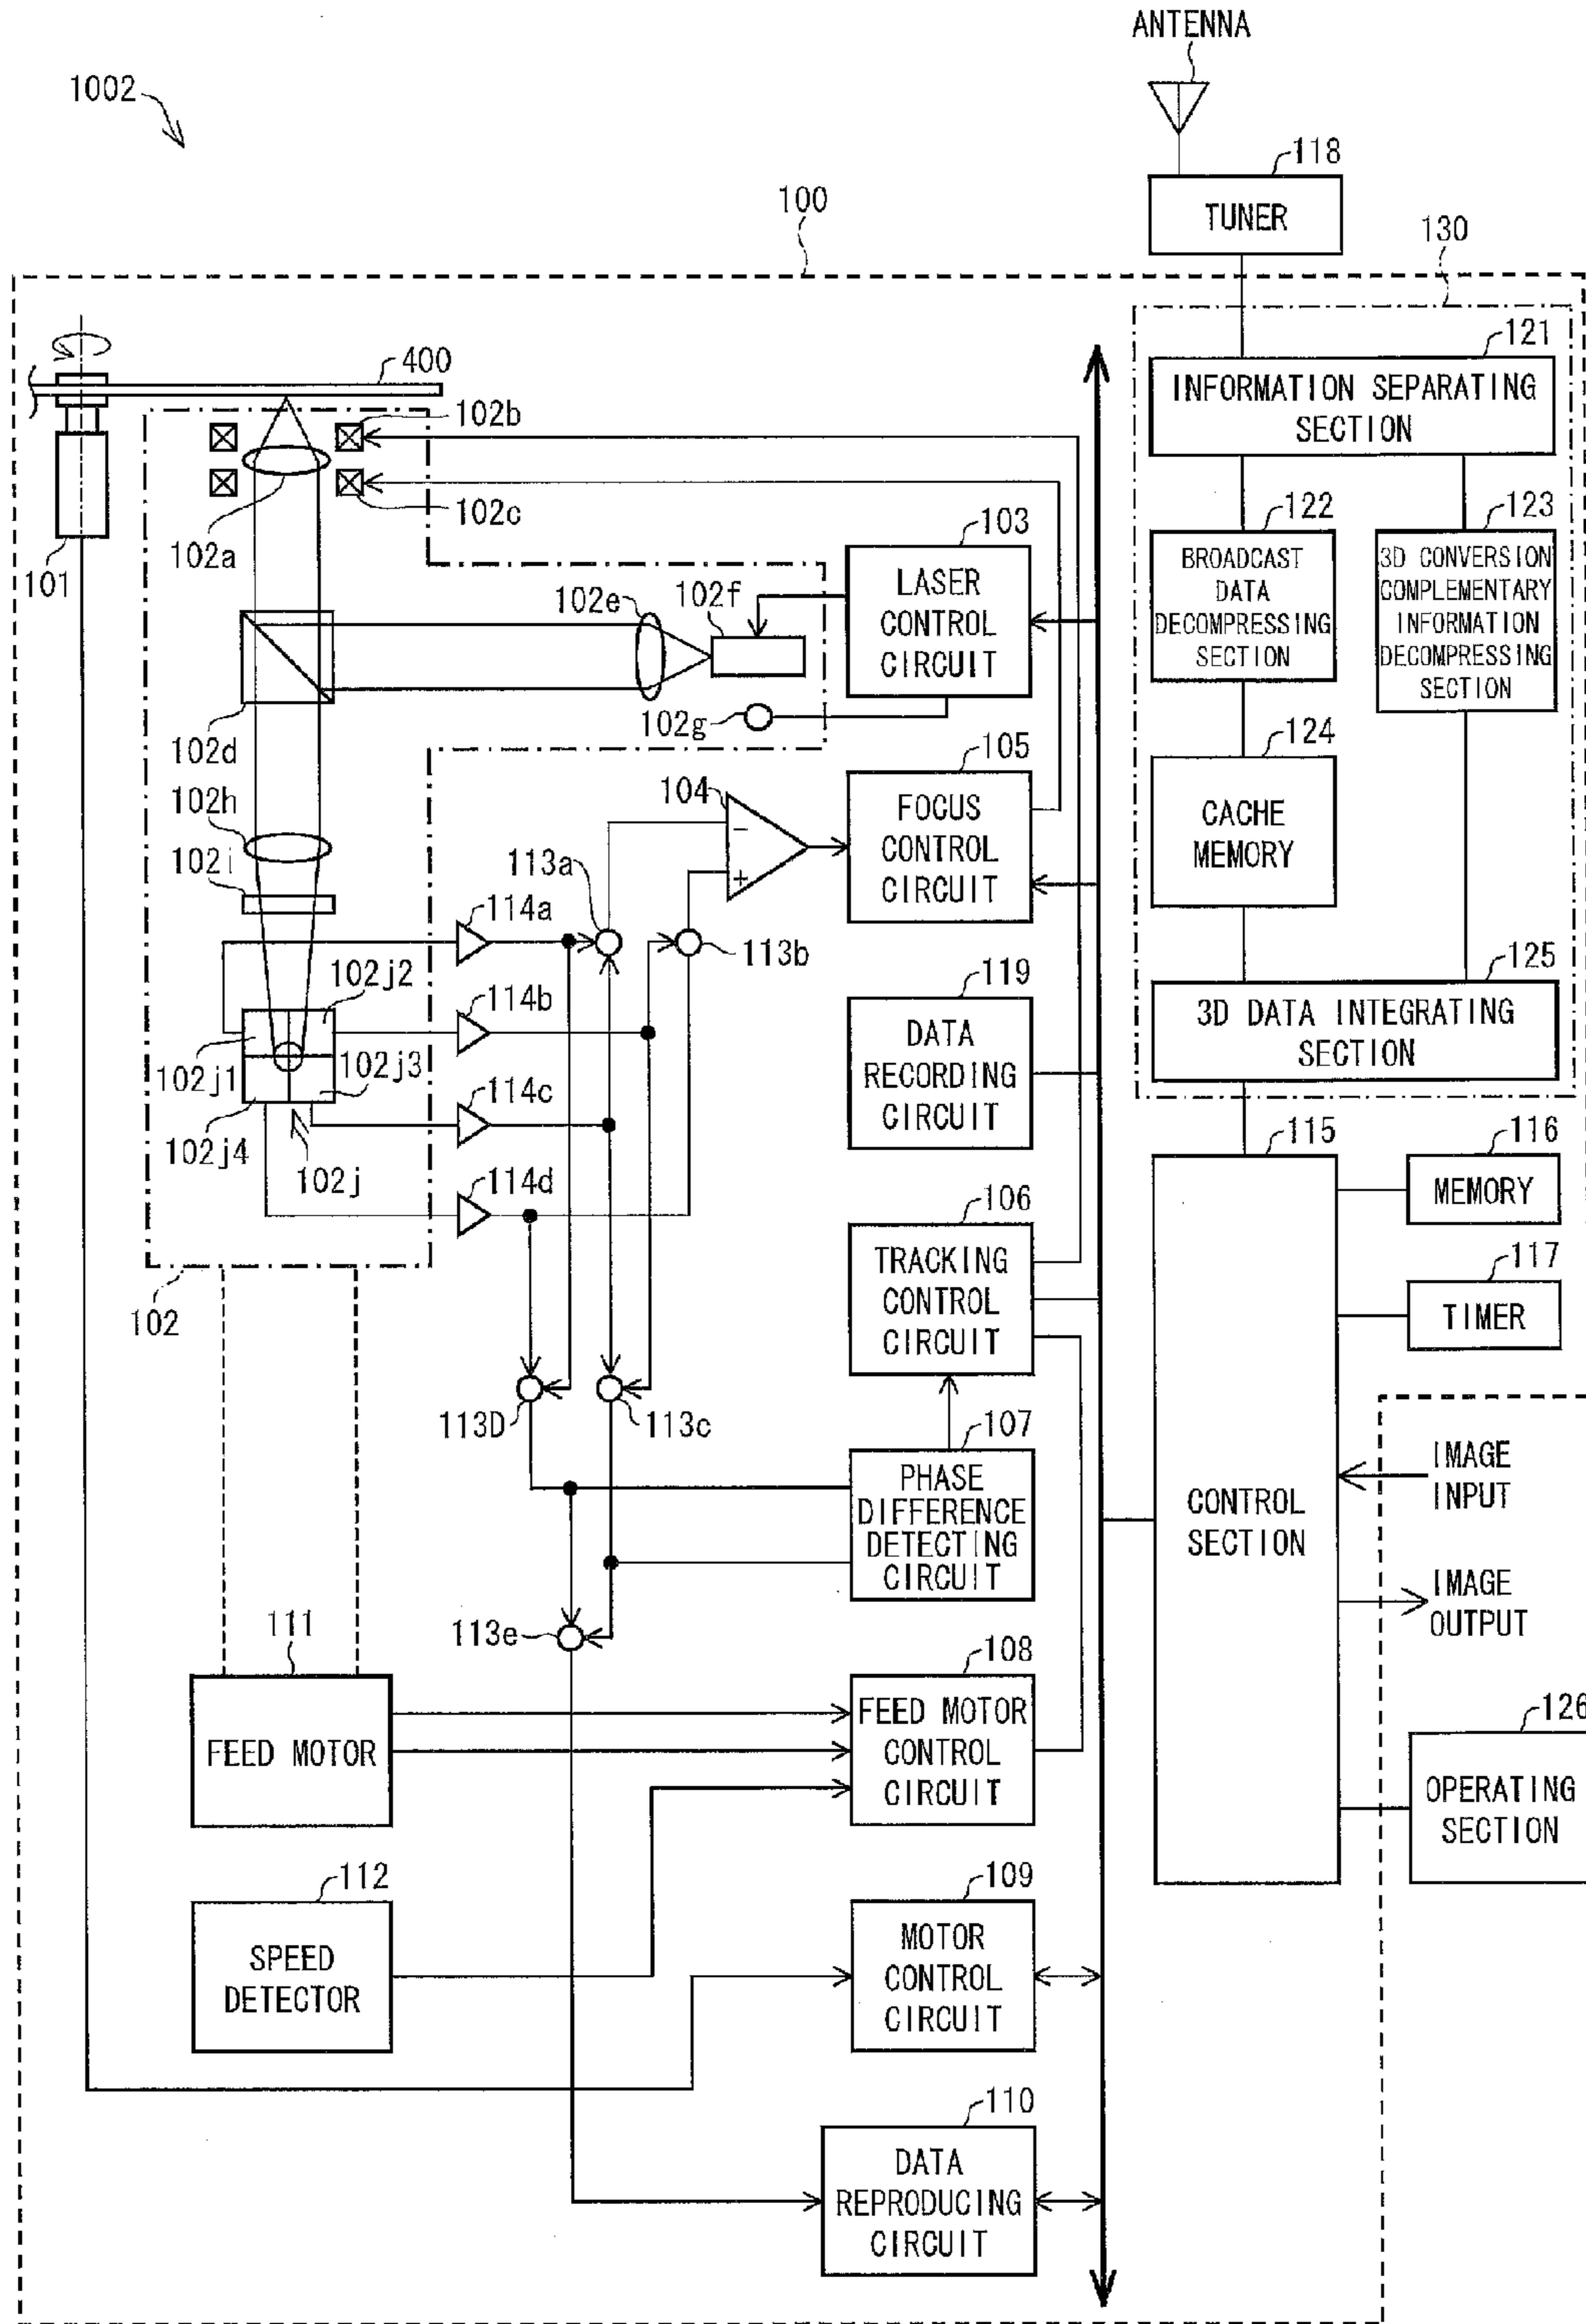 ANTENNA
1002
118
TUNER
100
130
121
INFORMATION SEPARATING
SECTION
400
102b
102c
102a
101
103
LASER
CONTROL
CIRCUIT
122
BROADCAST
DATA
DECOMPRESSING
SECTION
123
3D CONVERSION
COMPLEMENTARY
INFORMATION
DECOMPRESSING
SECTION
102e
102f
102g
102d
124
CACHE
MEMORY
105
FOCUS
CONTROL
CIRCUIT
104
−
+
102h
102i
113a
113b
114a
102j2
114b
119
DATA
RECORDING
CIRCUIT
125
3D DATA INTEGRATING
SECTION
102j1
102j3
114c
102j4
102j
114d
115
CONTROL
SECTION
116
MEMORY
106
TRACKING
CONTROL
CIRCUIT
117
TIMER
102
113D
113c
107
PHASE
DIFFERENCE
DETECTING
CIRCUIT
IMAGE
INPUT
IMAGE
OUTPUT
113e
111
FEED MOTOR
108
FEED MOTOR
CONTROL
CIRCUIT
126
OPERATING
SECTION
112
SPEED
DETECTOR
109
MOTOR
CONTROL
CIRCUIT
110
DATA
REPRODUCING
CIRCUIT